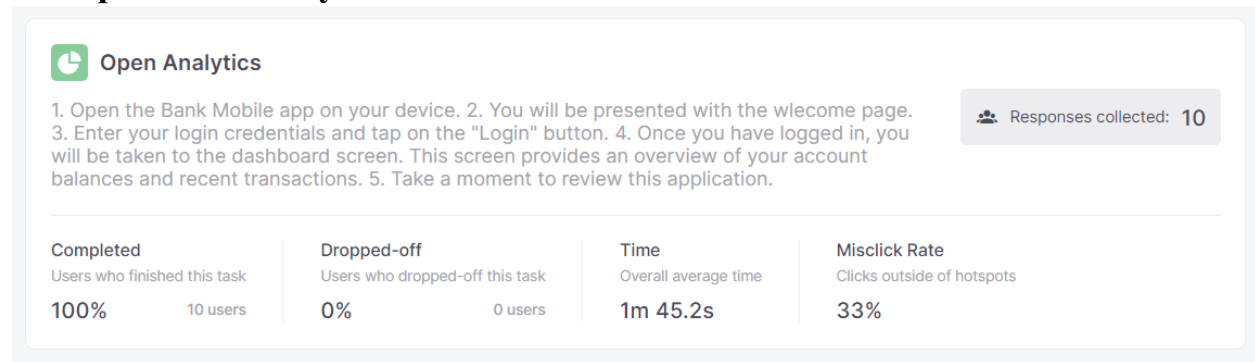 Open Analytics
1. Open the Bank Mobile app on your device. 2. You will be presented with the wlecome page.
3. Enter your login credentials and tap on the "Login" button. 4. Once you have logged in, you
will be taken to the dashboard screen. This screen provides an overview of your account
balances and recent transactions. 5. Take a moment to review this application.
Responses collected: 10
Completed
Users who finished this task
100% 10 users
Dropped-off
Users who dropped-off this task
0% 0 users
Time
Overall average time
1m 45.2s
Misclick Rate
Clicks outside of hotspots
33%